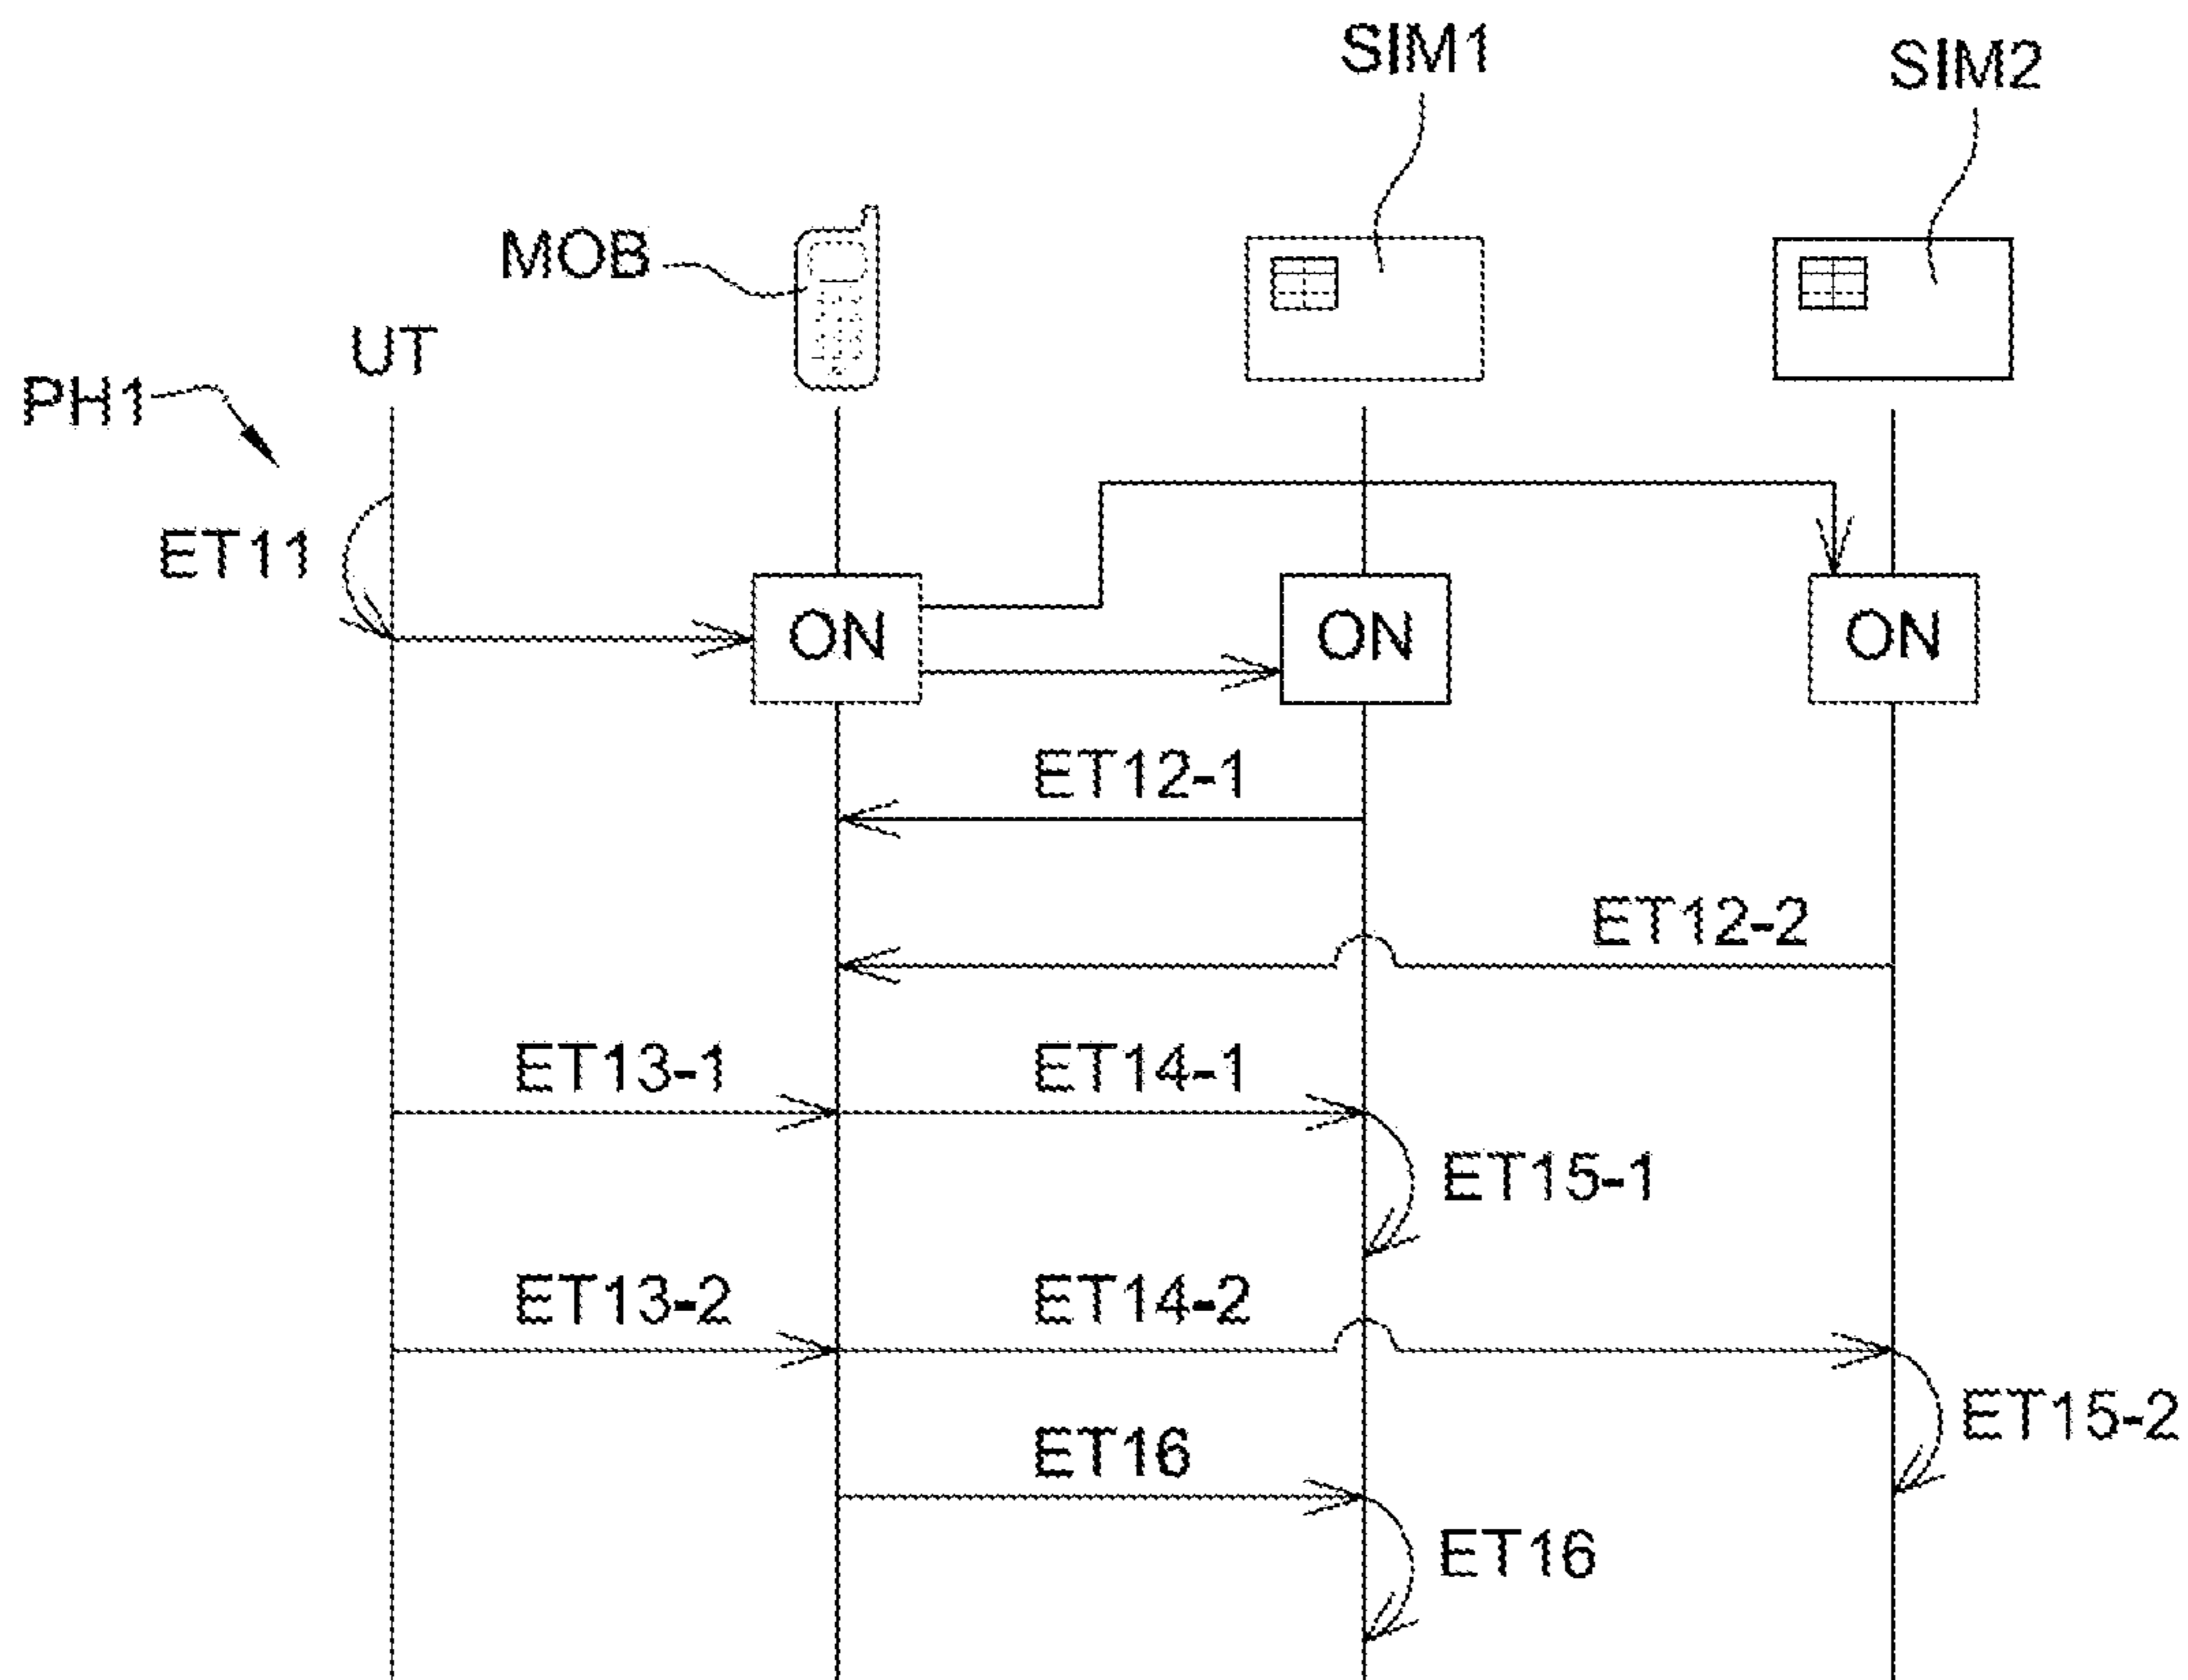 SIM1
SIM2
MOB
UT
PH1
ET11
ON
ON
ON
ET12-1
ET12-2
ET13-1
ET14-1
ET15-1
ET13-2
ET14-2
ET15-2
ET16
ET16